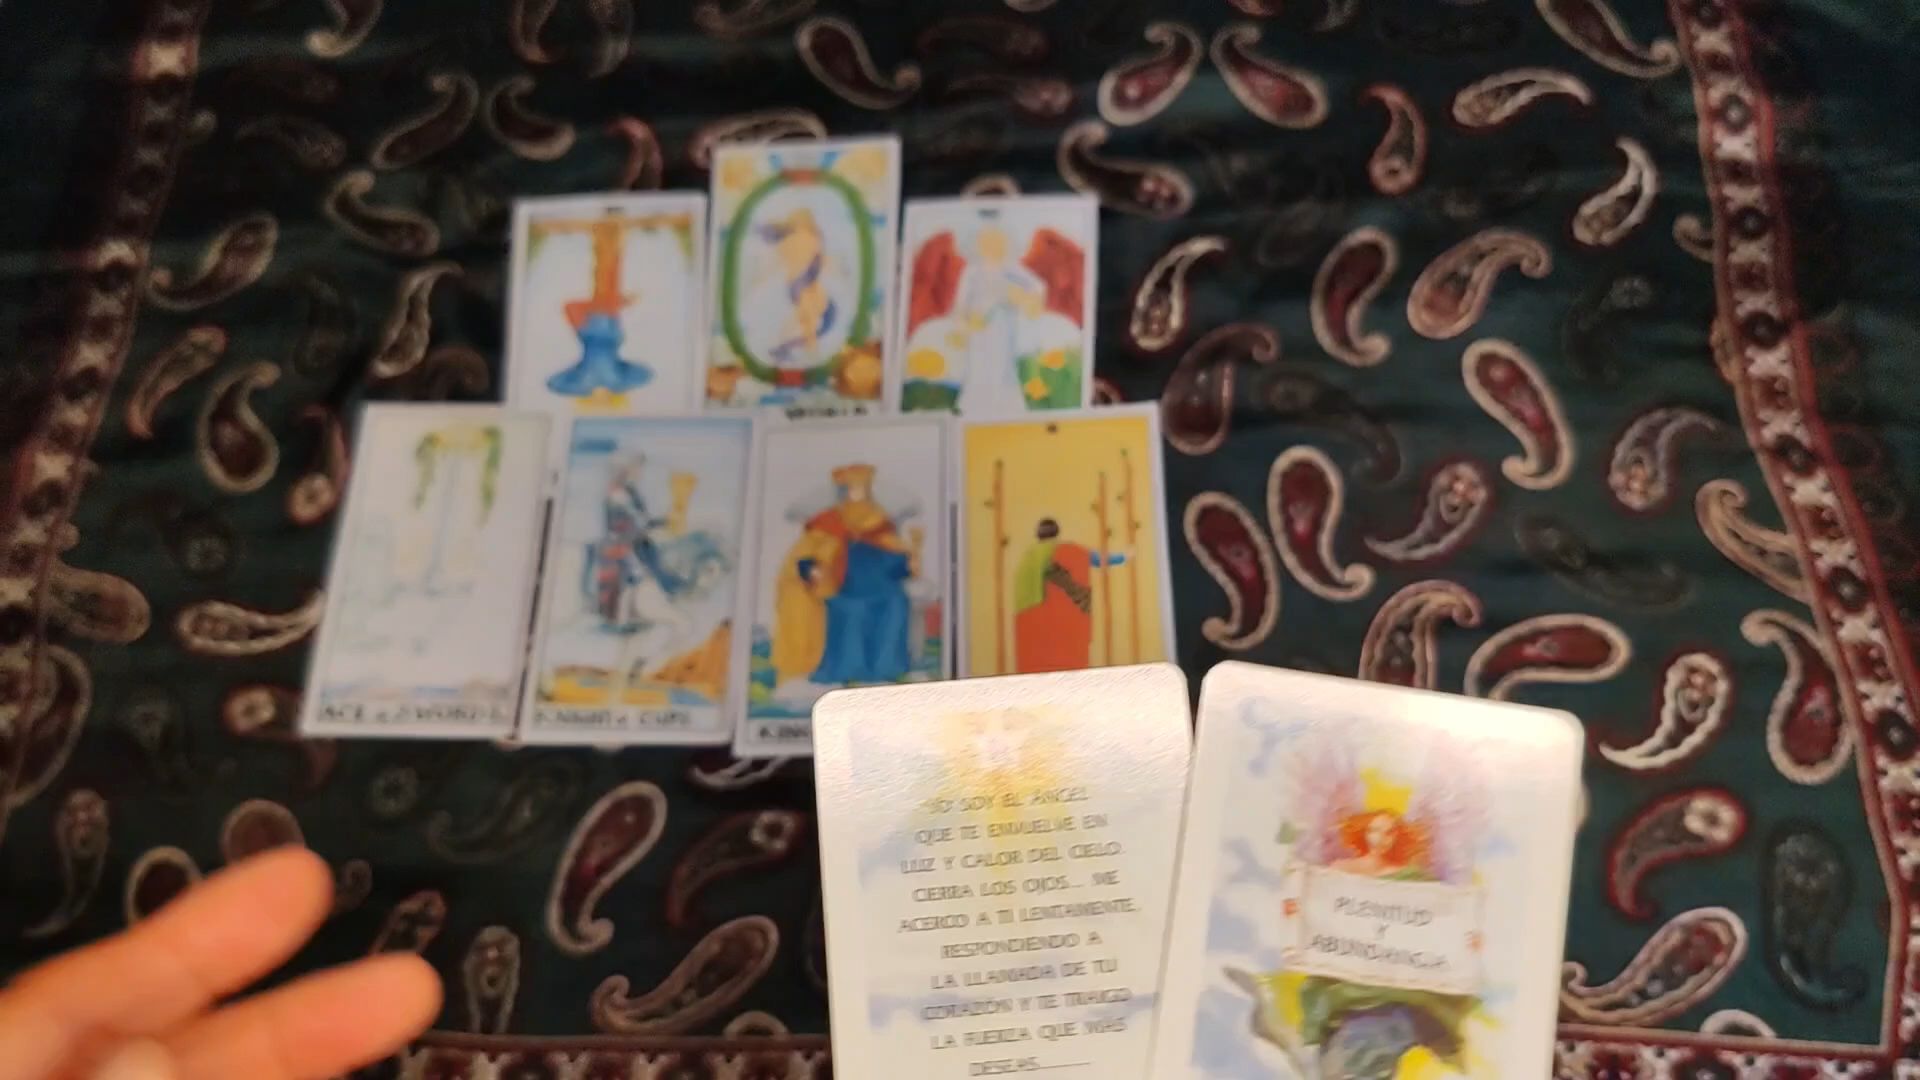 WORLD
ACE of SWORDS
KNIGHT of CUPS
KING
YO SOY EL ÁNGEL
QUE TE ENVUELVE EN
LUZ Y CALOR DEL CIELO.
CIERRA LOS OJOS... ME
ACERCO A TI LENTAMENTE,
RESPONDIENDO A
LA LLAMADA DE TU
CORAZÓN Y TE TRAIGO
LA FUERZA QUE MÁS
DESEAS
PLENITUD
Y
ABUNDANCIA